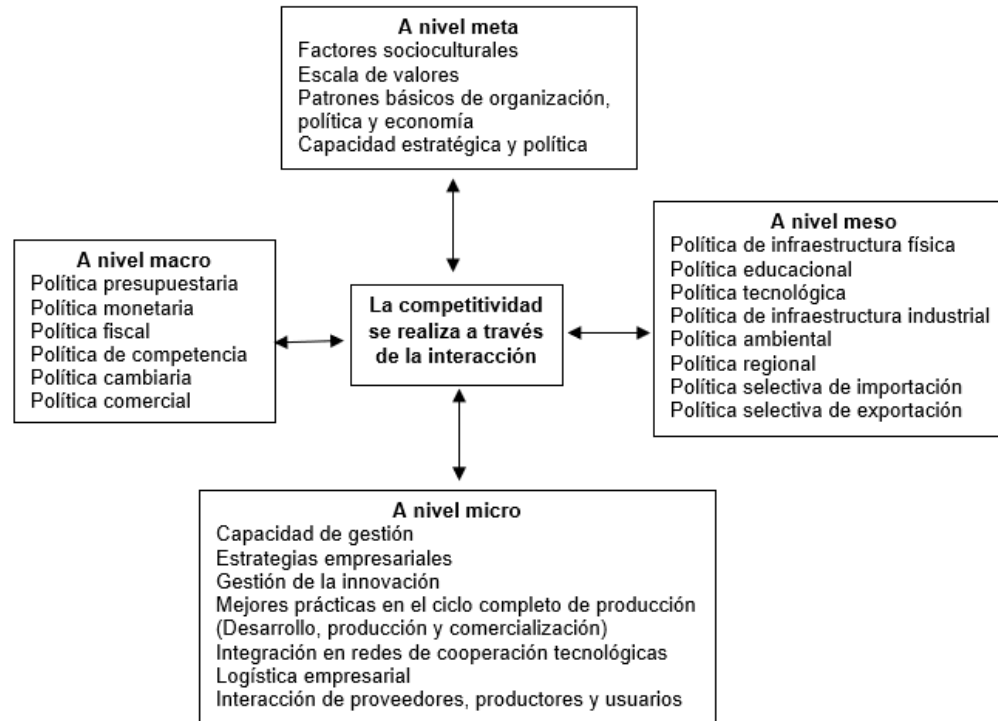 A nivel meta
Factores socioculturales
Escala de valores
Patrones básicos de organización,
política y economía
Capacidad estratégica y política
A nivel macro
Política presupuestaria
Política monetaria
Política fiscal
Política de competencia
Política cambiaria
Política comercial
La competitividad
se realiza a través
de la interacción
A nivel meso
Política de infraestructura física
Política educacional
Política tecnológica
Política de infraestructura industrial
Política ambiental
Política regional
Política selectiva de importación
Política selectiva de exportación
A nivel micro
Capacidad de gestión
Estrategias empresariales
Gestión de la innovación
Mejores prácticas en el ciclo completo de producción
(Desarrollo, producción y comercialización)
Integración en redes de cooperación tecnológicas
Logística empresarial
Interacción de proveedores, productores y usuarios